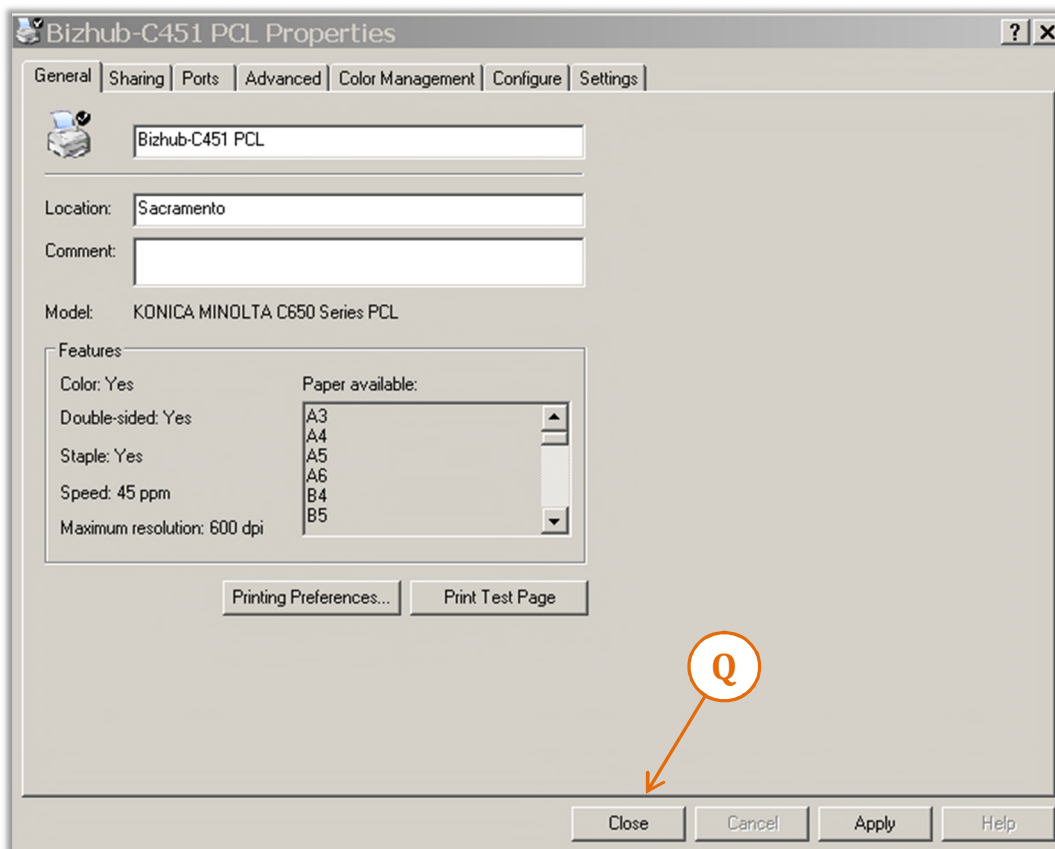 Bizhub-C451 PCL Properties
? X
General Sharing Ports Advanced Color Management Configure Settings
Bizhub-C451 PCL
Location: Sacramento
Comment:
Model: KONICA MINOLTA C650 Series PCL
Features
Color: Yes Paper available:
Double-sided: Yes
Staple: Yes
Speed: 45 ppm
Maximum resolution: 600 dpi
A3
A4
A5
A6
B4
B5
Printing Preferences... Print Test Page
Q
Close Cancel Apply Help